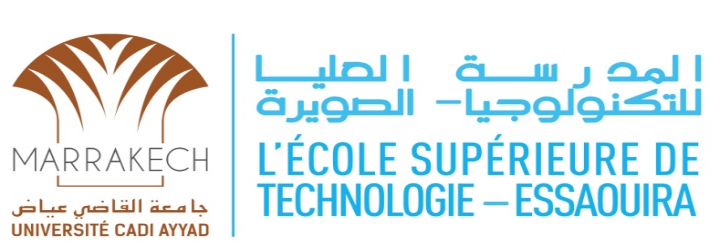 MARRAKECH
جامعة القاضي عياض
UNIVERSITÉ CADI AYYAD
المدرسة العليا
للتكنولوجيا – الصويرة
L’ÉCOLE SUPÉRIEURE DE
TECHNOLOGIE – ESSAOUIRA